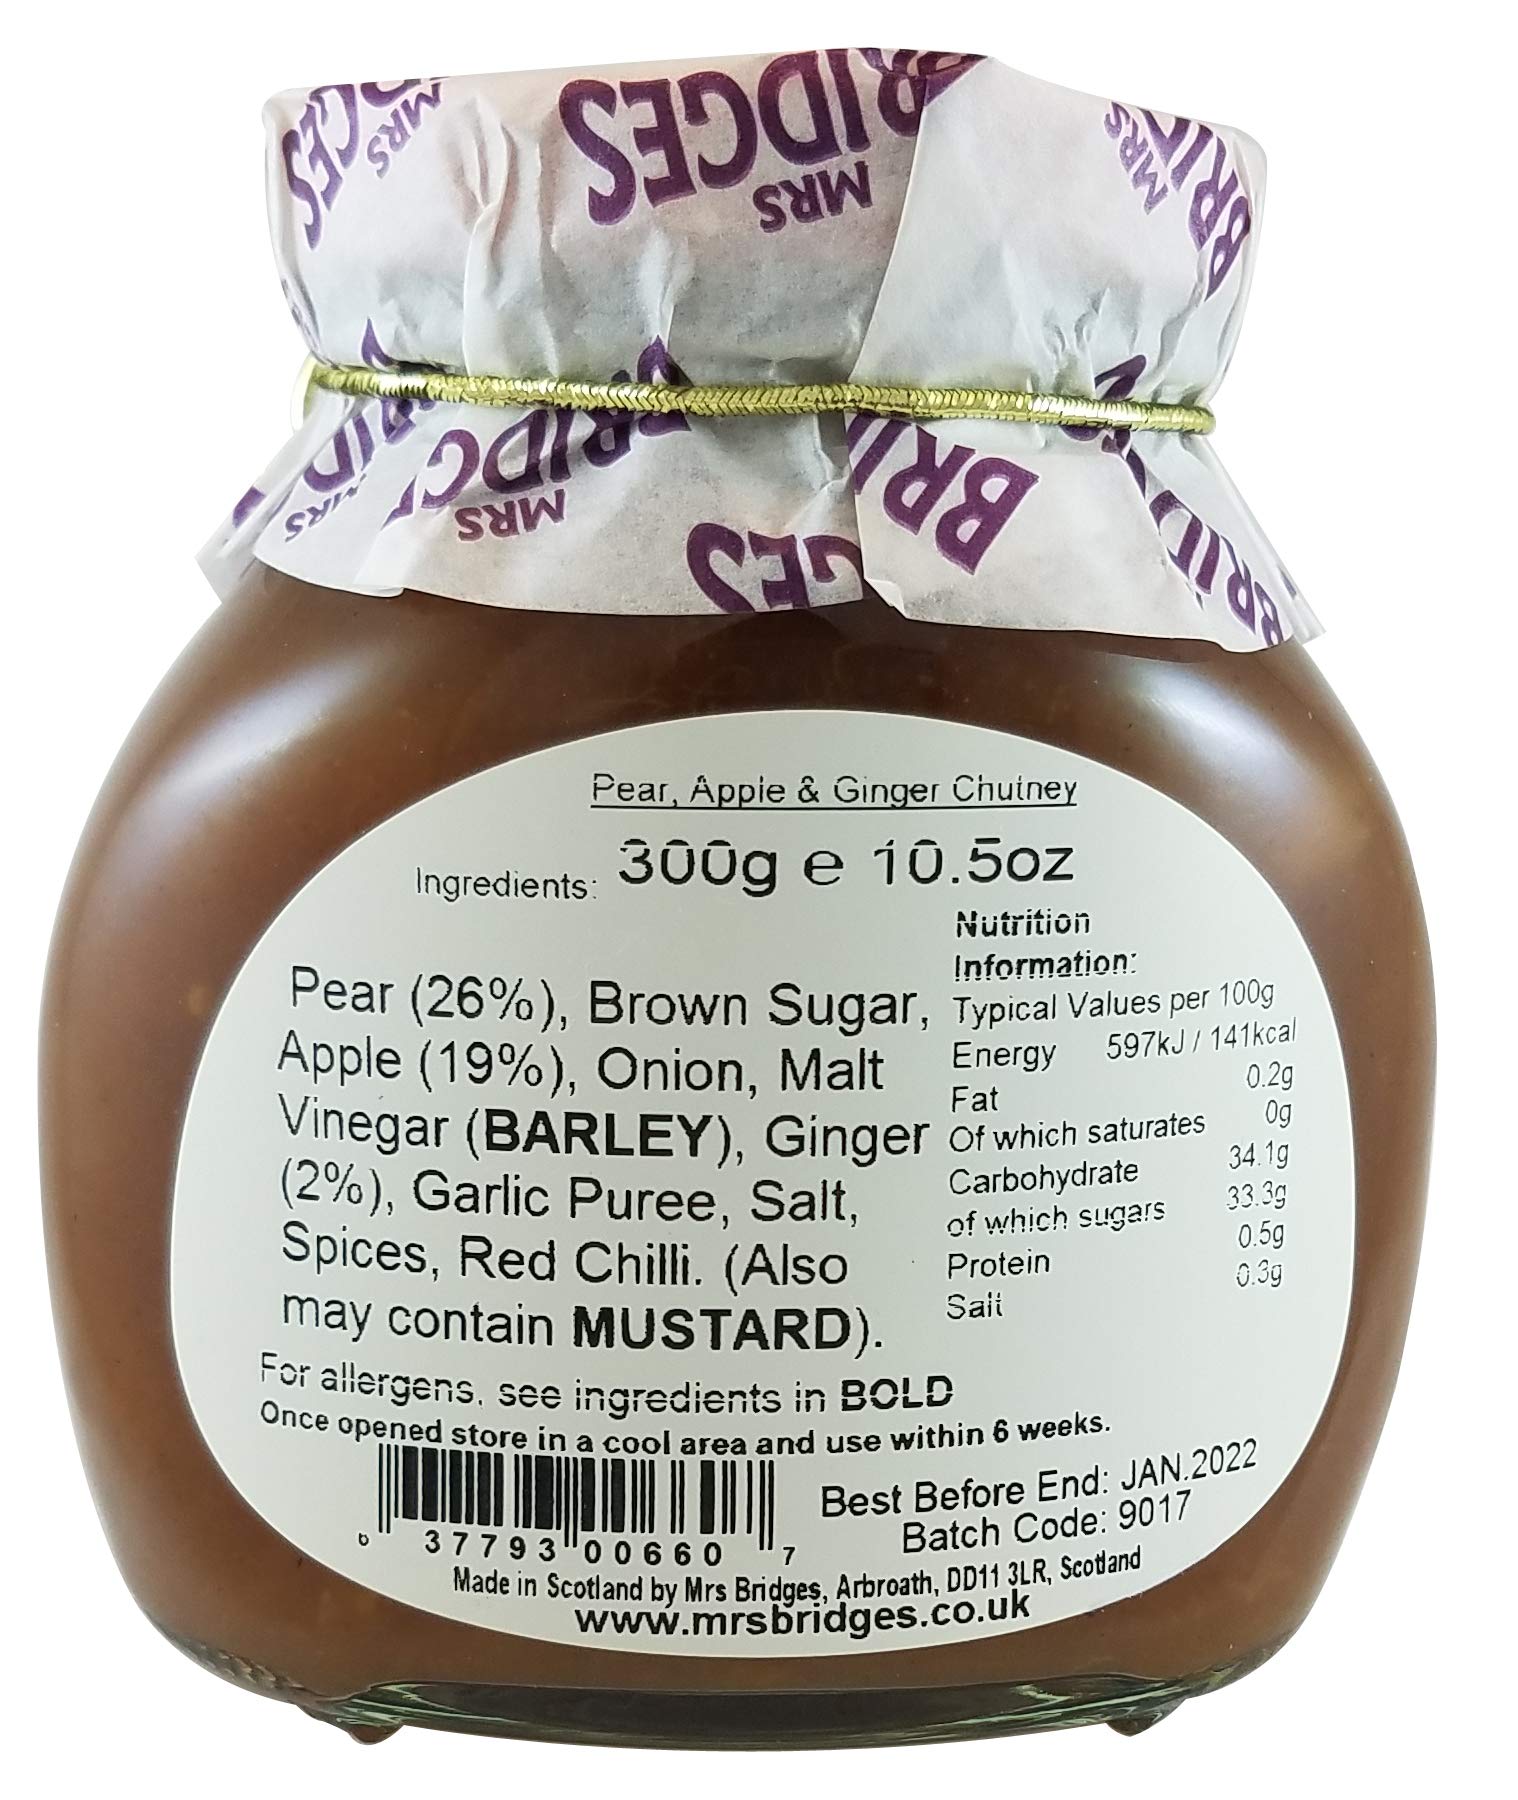 MRS
BRIDGES
MRS
BRIDGES
MRS
BRIDGES
MRS
BRIDGES
Pear, Apple & Ginger Chutney
300g e 10.5oz
Ingredients:
Pear (26%), Brown Sugar,
Apple (19%), Onion, Malt
Vinegar (BARLEY), Ginger
(2%), Garlic Puree, Salt,
Spices, Red Chilli. (Also
may contain MUSTARD).
Nutrition
Information:
Typical Values per 100g
Energy 597kJ / 141kcal
Fat 0.2g
Of which saturates 0g
Carbohydrate 34.1g
of which sugars 33.3g
Protein 0.5g
Salt 0.3g
For allergens, see ingredients in BOLD
Once opened store in a cool area and use within 6 weeks.
37793 00660 7
Best Before End: JAN.2022
Batch Code: 9017
Made in Scotland by Mrs Bridges, Arbroath, DD11 3LR, Scotland
www.mrsbridges.co.uk